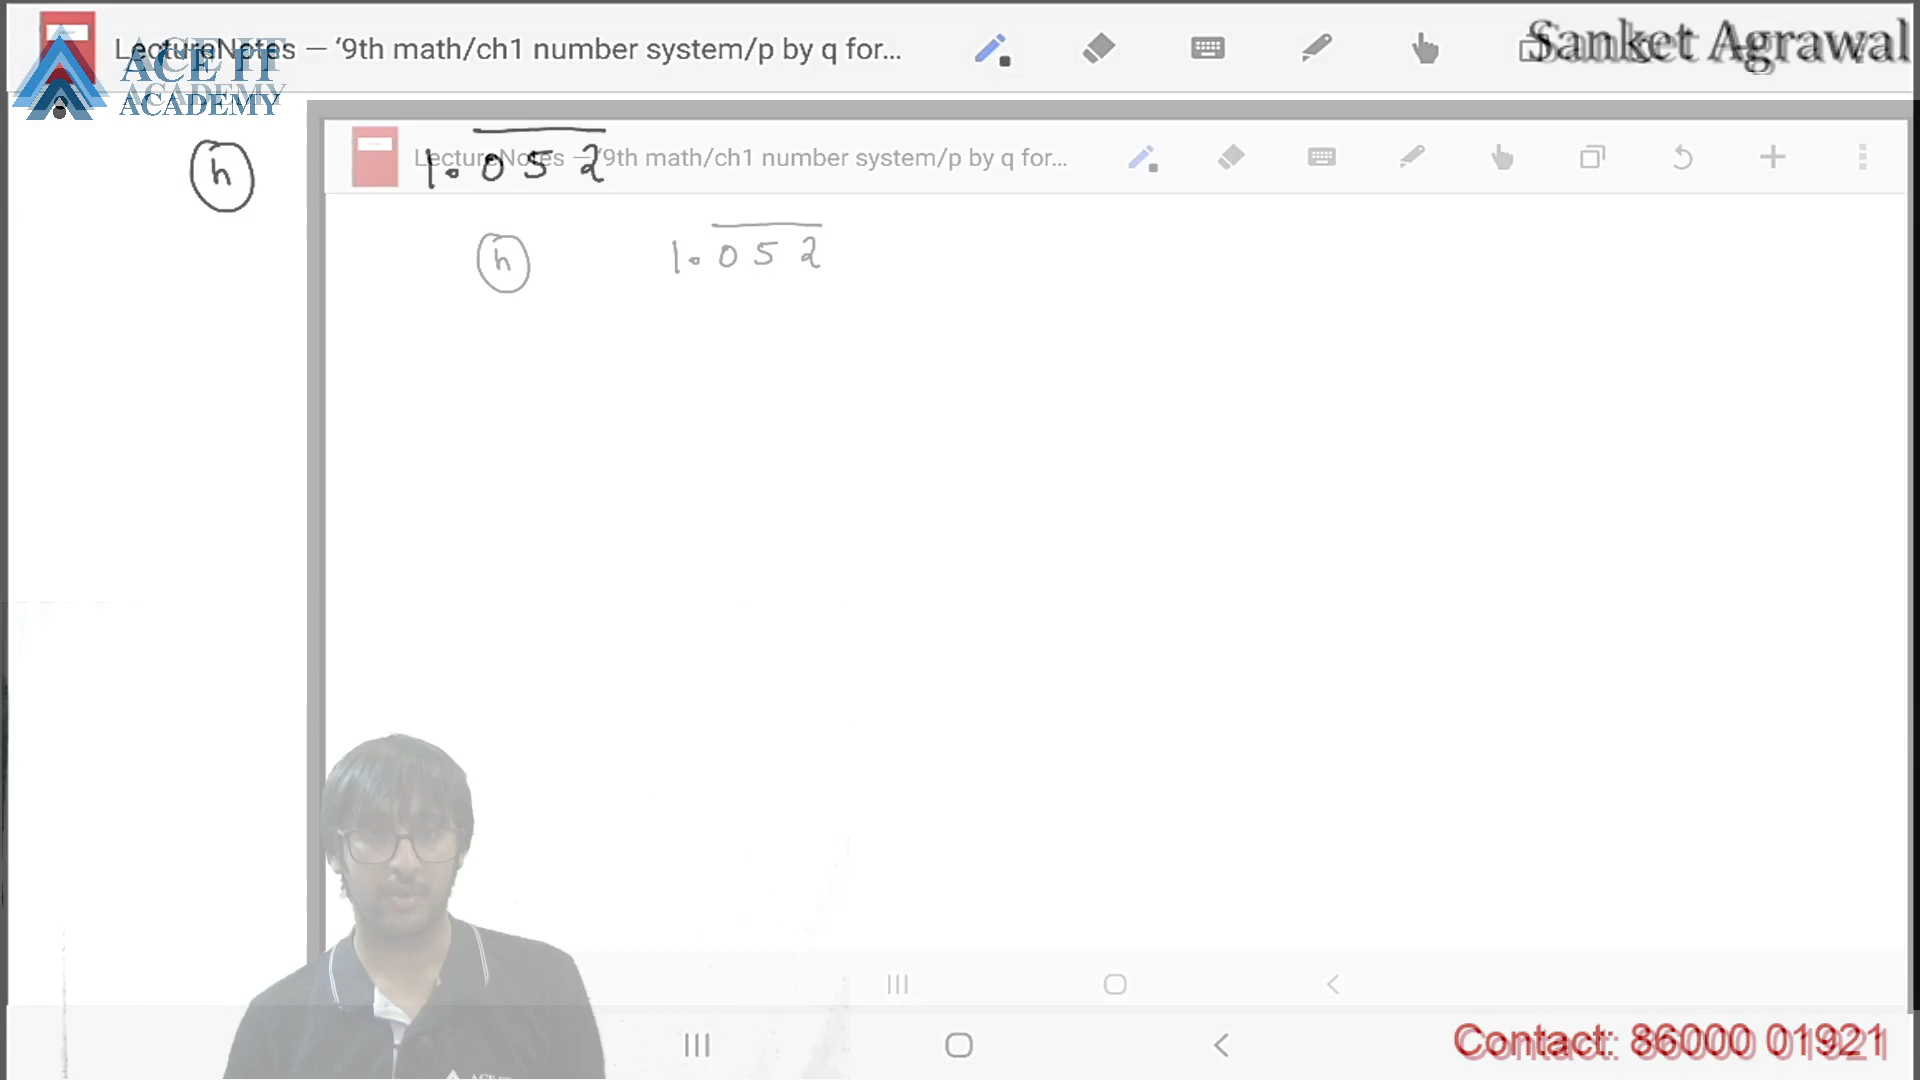 LectureNotes — ‘9th math/ch1 number system/p by q for...
Sanket Agrawal
ACE IT
ACADEMY
LectureNotes — ‘9th math/ch1 number system/p by q for...
h 1.052̅
h 1.052̅
Contact: 86000 01921